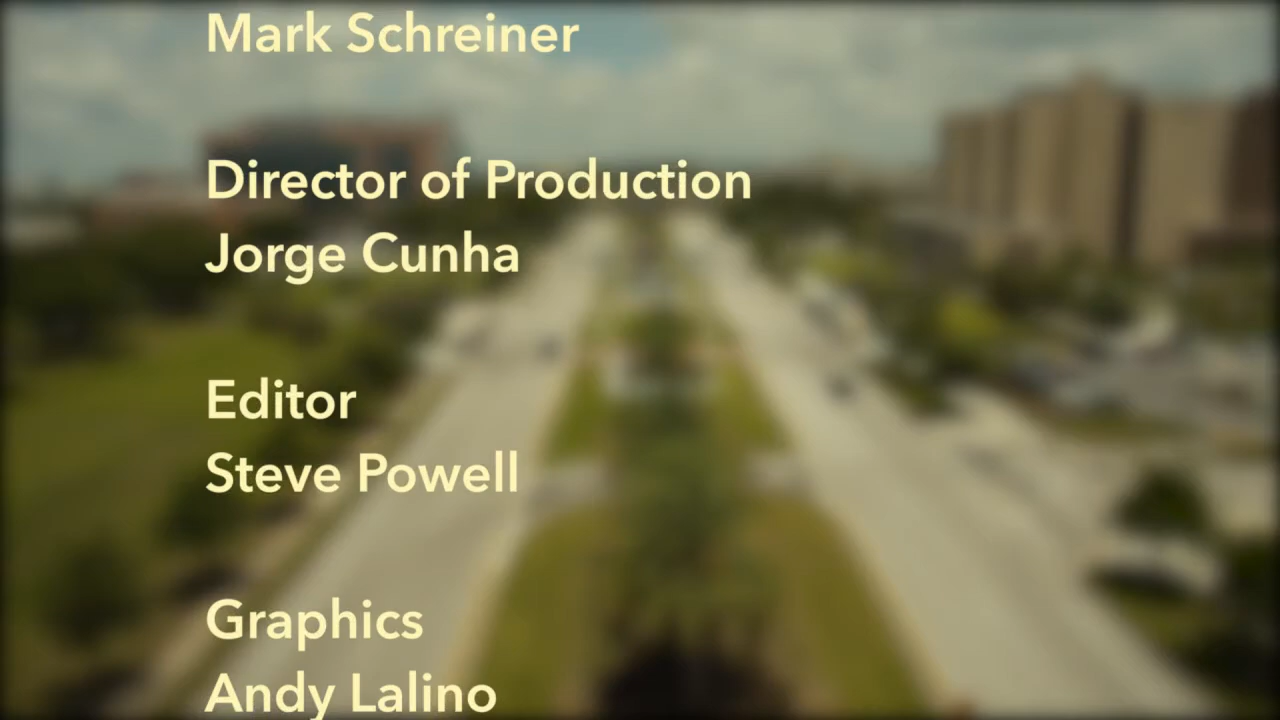 Mark Schreiner
Director of Production
Jorge Cunha
Editor
Steve Powell
Graphics
Andy Lalino